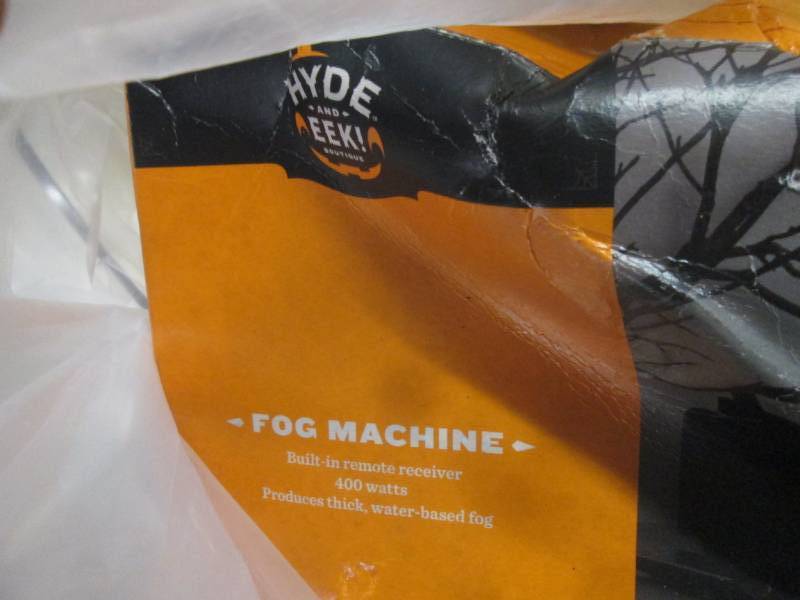 HYDE
AND
EEK!
BOUTIQUE
FOG MACHINE
Built-in remote receiver
400 watts
Produces thick, water-based fog